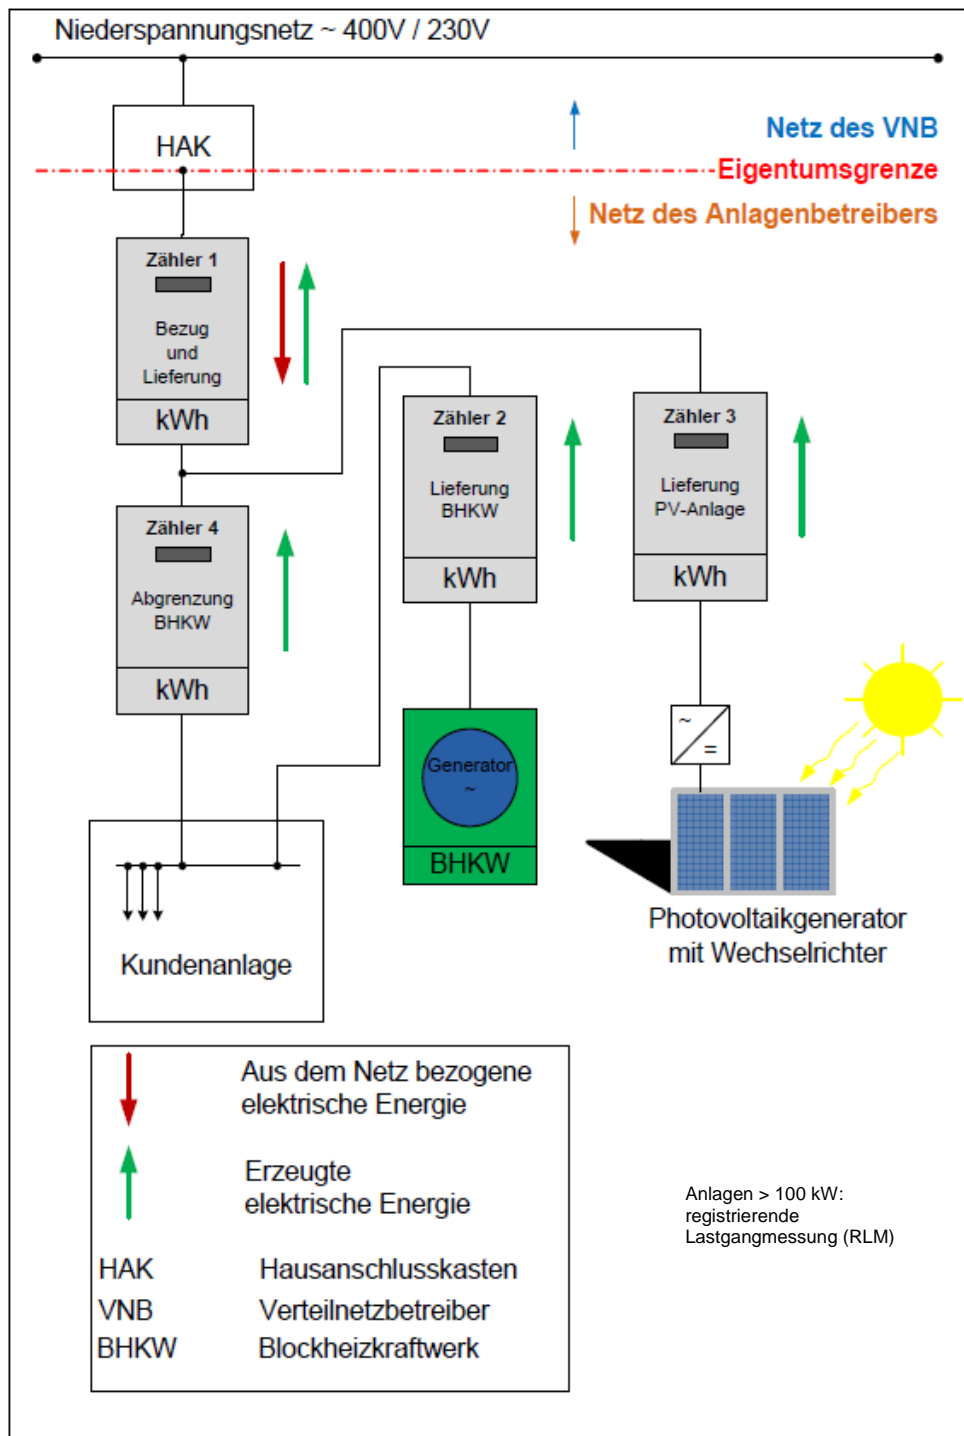 Niederspannungsnetz ~ 400V / 230V
HAK
Netz des VNB
Eigentumsgrenze
Netz des Anlagenbetreibers
Zähler 1
Bezug
und
Lieferung
kWh
Zähler 2
Lieferung
BHKW
kWh
Zähler 3
Lieferung
PV-Anlage
kWh
Zähler 4
Abgrenzung
BHKW
kWh
~
=
Generator
~
BHKW
Photovoltaikgenerator
mit Wechselrichter
Kundenanlage
Aus dem Netz bezogene
elektrische Energie
Erzeugte
elektrische Energie
HAK Hausanschlusskasten
VNB Verteilnetzbetreiber
BHKW Blockheizkraftwerk
Anlagen > 100 kW:
registrierende
Lastgangmessung (RLM)